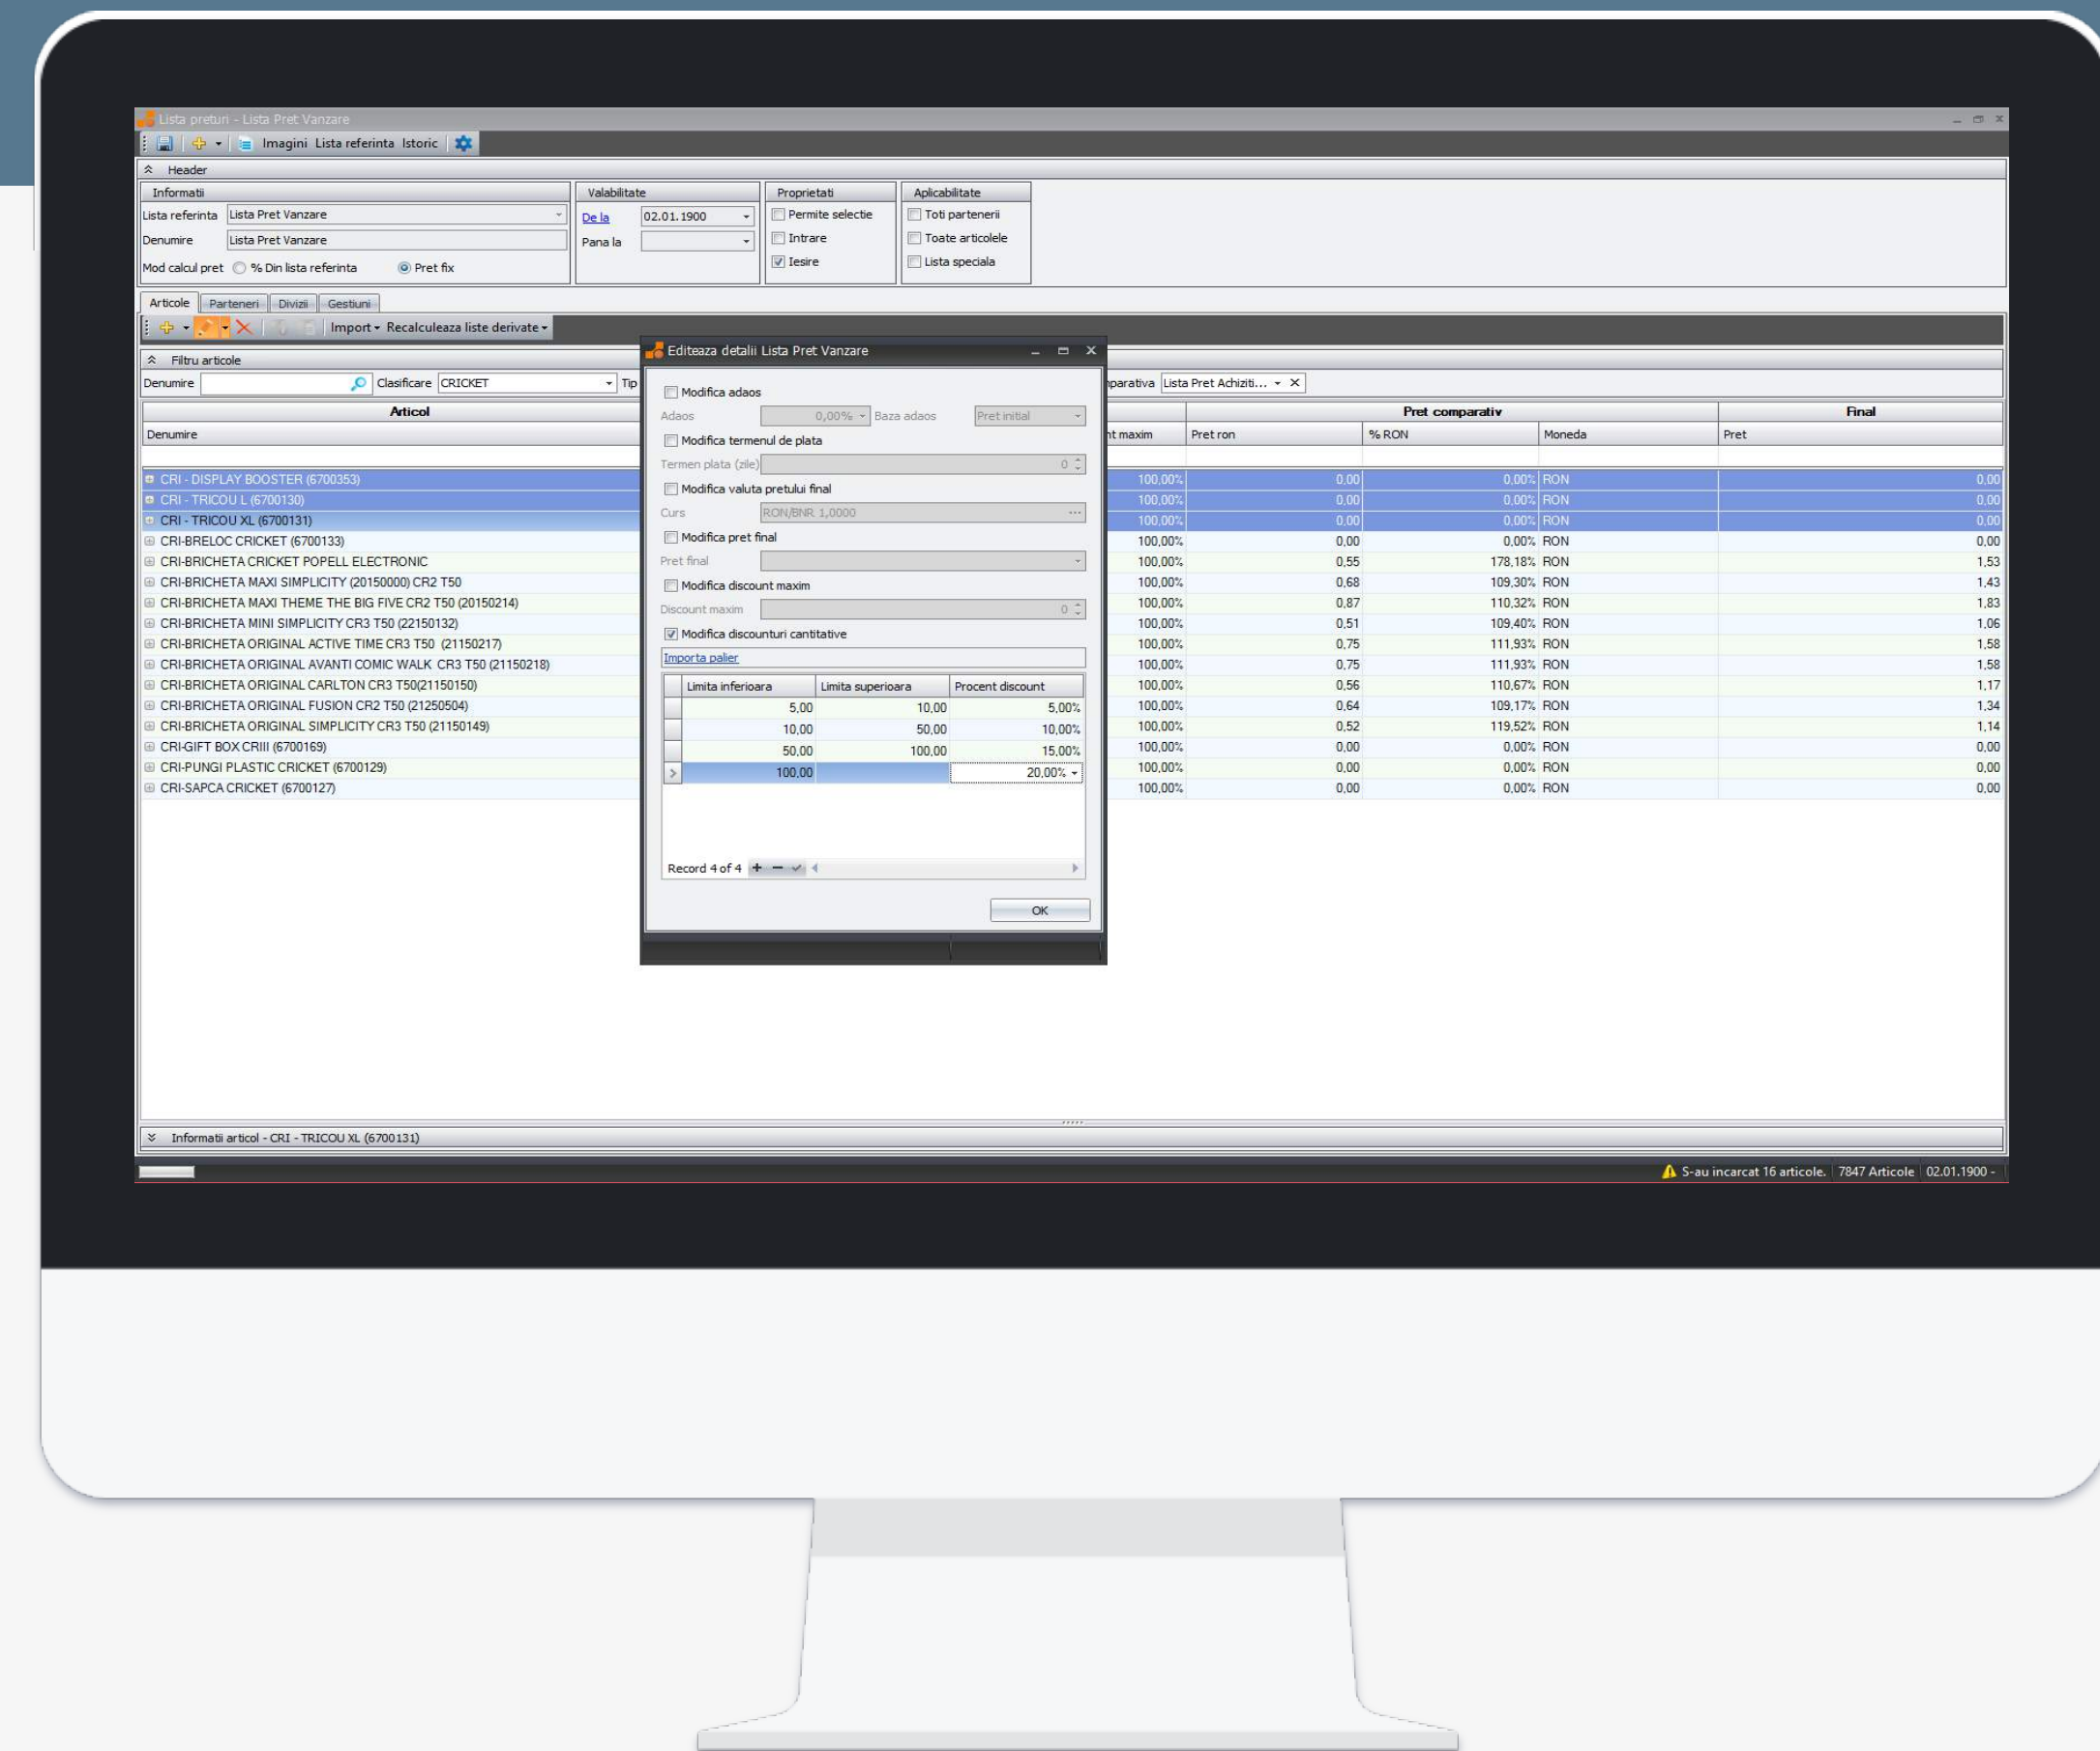 Lista preturi - Lista Pret Vanzare
Imagini Lista referinta Istoric
Header
Informatii Valabilitate Proprietati Aplicabilitate
Lista referinta Lista Pret Vanzare De la 02.01.1900 Permite selectie Toti partenerii
Denumire Lista Pret Vanzare Pana la Intrare Toate articolele
Mod calcul pret % Din lista referinta Pret fix Iesire Lista speciala
Articole Parteneri Divizii Gestiuni
Import Recalculeaza liste derivate
Filtru articole
Denumire Clasificare CRICKET Tip
mparativa Lista Pret Achiziti...
Articol Pret comparativ Final
Denumire nt maxim Pret ron % RON Moneda Pret
CRI - DISPLAY BOOSTER (6700353) 100,00% 0,00 0,00% RON 0,00
CRI - TRICOU L (6700130) 100,00% 0,00 0,00% RON 0,00
CRI - TRICOU XL (6700131) 100,00% 0,00 0,00% RON 0,00
CRI-BRELOC CRICKET (6700133) 100,00% 0,00 0,00% RON 0,00
CRI-BRICHETA CRICKET POPELL ELECTRONIC 100,00% 0,55 178,18% RON 1,53
CRI-BRICHETA MAXI SIMPLICITY (20150000) CR2 T50 100,00% 0,68 109,30% RON 1,43
CRI-BRICHETA MAXI THEME THE BIG FIVE CR2 T50 (20150214) 100,00% 0,87 110,32% RON 1,83
CRI-BRICHETA MINI SIMPLICITY CR3 T50 (22150132) 100,00% 0,51 109,40% RON 1,06
CRI-BRICHETA ORIGINAL ACTIVE TIME CR3 T50 (21150217) 100,00% 0,75 111,93% RON 1,58
CRI-BRICHETA ORIGINAL AVANTI COMIC WALK CR3 T50 (21150218) 100,00% 0,75 111,93% RON 1,58
CRI-BRICHETA ORIGINAL CARLTON CR3 T50(21150150) 100,00% 0,56 110,67% RON 1,17
CRI-BRICHETA ORIGINAL FUSION CR2 T50 (21250504) 100,00% 0,64 109,17% RON 1,34
CRI-BRICHETA ORIGINAL SIMPLICITY CR3 T50 (21150149) 100,00% 0,52 119,52% RON 1,14
CRI-GIFT BOX CRIII (6700169) 100,00% 0,00 0,00% RON 0,00
CRI-PUNGI PLASTIC CRICKET (6700129) 100,00% 0,00 0,00% RON 0,00
CRI-SAPCA CRICKET (6700127) 100,00% 0,00 0,00% RON 0,00
Editeaza detalii Lista Pret Vanzare
Modifica adaos
Adaos 0,00% Baza adaos Pret initial
Modifica termenul de plata
Termen plata (zile) 0
Modifica valuta pretului final
Curs RON/BNR 1,0000 ...
Modifica pret final
Pret final
Modifica discount maxim
Discount maxim 0
Modifica discounturi cantitative
Importa palier
Limita inferioara Limita superioara Procent discount
5,00 10,00 5,00%
10,00 50,00 10,00%
50,00 100,00 15,00%
100,00 20,00%
Record 4 of 4
OK
Informatii articol - CRI - TRICOU XL (6700131)
S-au incarcat 16 articole. 7847 Articole 02.01.1900 -